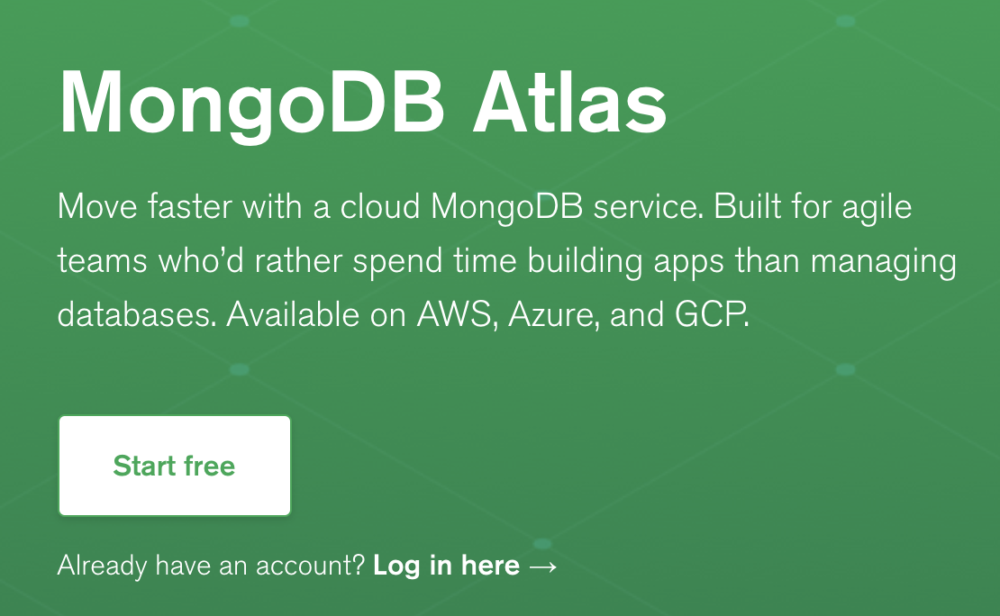 MongoDB Atlas
Move faster with a cloud MongoDB service. Built for agile
teams who’d rather spend time building apps than managing
databases. Available on AWS, Azure, and GCP.
Start free
Already have an account? Log in here →